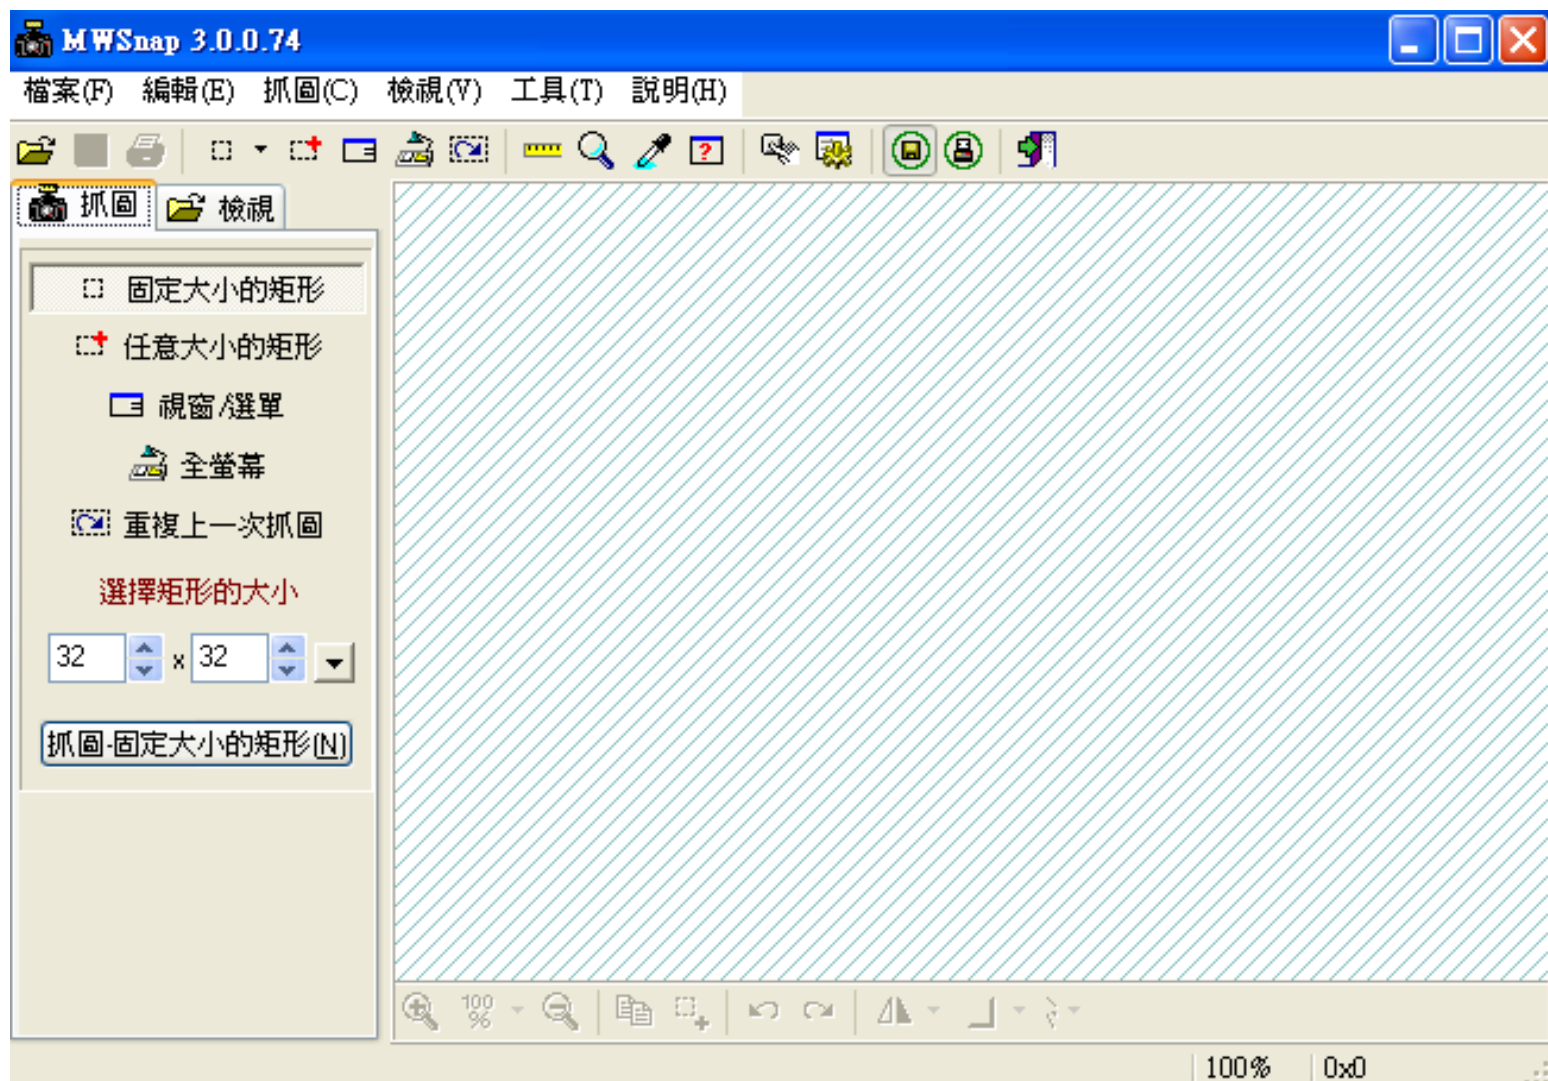 MWSnap 3.0.0.74
檔案(F) 編輯(E) 抓圖(C) 檢視(V) 工具(T) 說明(H)
抓圖 檢視
固定大小的矩形
任意大小的矩形
視窗/選單
全螢幕
重複上一次抓圖
選擇矩形的大小
32 x 32
抓圖-固定大小的矩形(N)
100%
100% 0x0